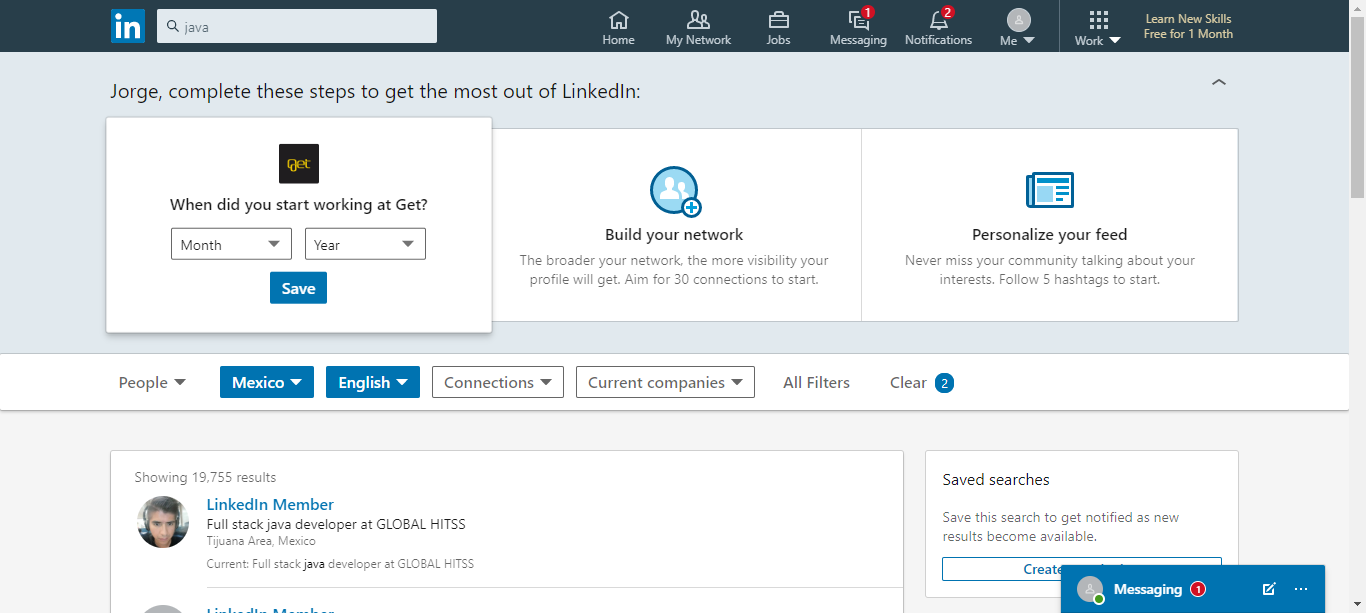 in
java
Home
My Network
Jobs
1
Messaging
2
Notifications
Me
Work
Learn New Skills
Free for 1 Month
Jorge, complete these steps to get the most out of LinkedIn:
get
When did you start working at Get?
Month
Year
Save
Build your network
The broader your network, the more visibility your
profile will get. Aim for 30 connections to start.
Personalize your feed
Never miss your community talking about your
interests. Follow 5 hashtags to start.
People
Mexico
English
Connections
Current companies
All Filters
Clear 2
Showing 19,755 results
LinkedIn Member
Full stack java developer at GLOBAL HITSS
Tijuana Area, Mexico
Current: Full stack java developer at GLOBAL HITSS
LinkedIn Member
Saved searches
Save this search to get notified as new
results become available.
Create
Messaging 1